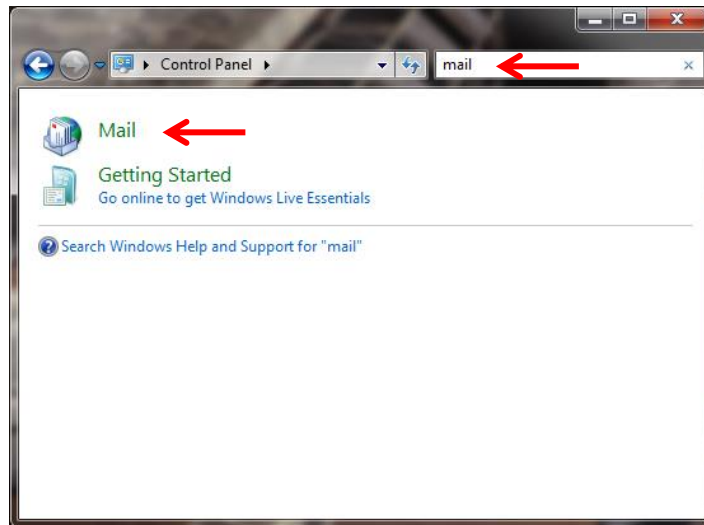 Control Panel
mail
Mail
Getting Started
Go online to get Windows Live Essentials
Search Windows Help and Support for "mail"